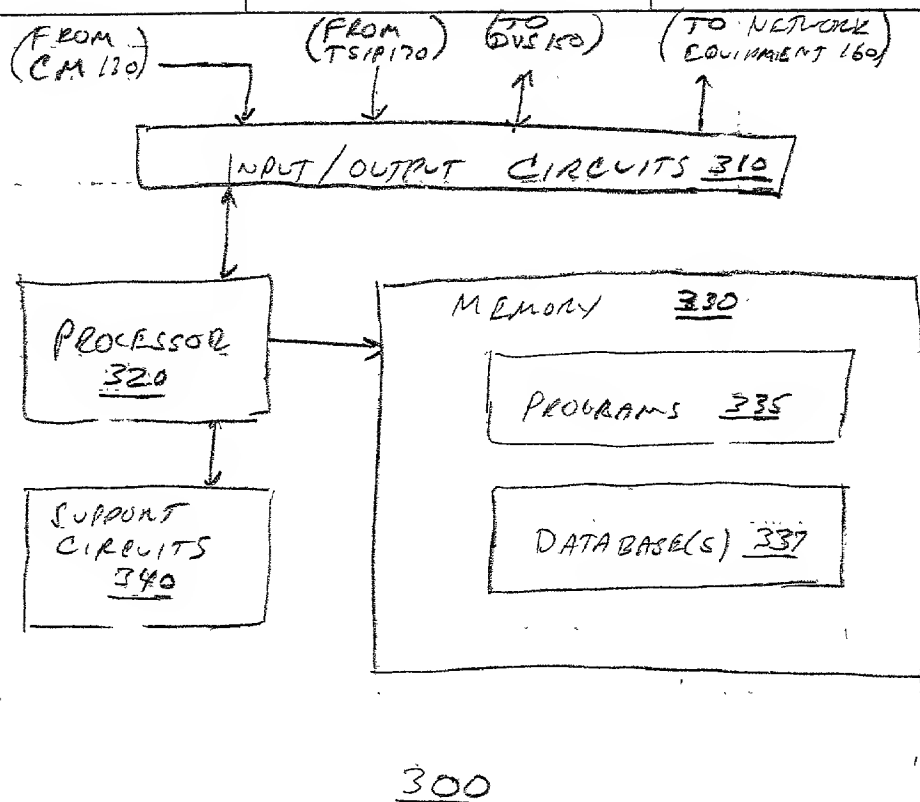 (FROM CM 130)
(FROM TSIP 170)
(TO DVS 150)
(TO NETWORK EQUIPMENT 160)
INPUT / OUTPUT CIRCUITS 310
PROCESSOR
320
MEMORY 330
PROGRAMS 335
SUPPORT
CIRCUITS
340
DATABASE(S) 337
300